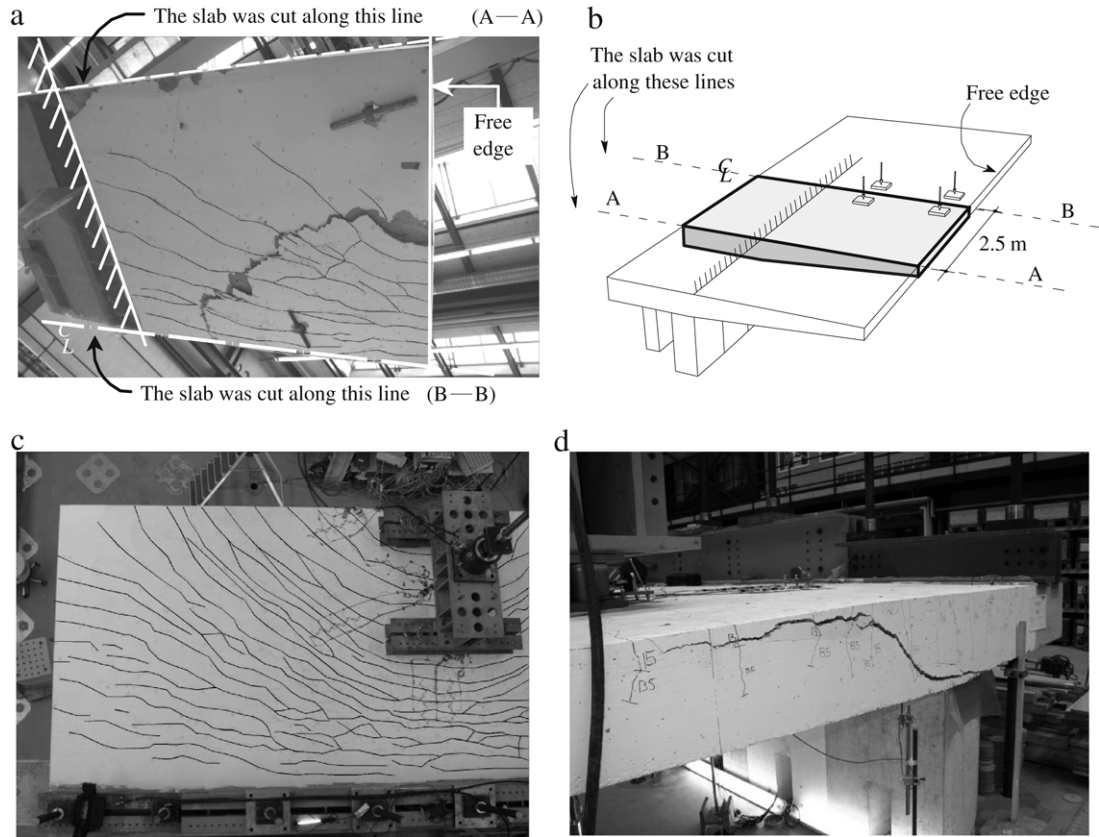 a
The slab was cut along this line (A—A)
Free
edge
C
L
The slab was cut along this line (B—B)
b
The slab was cut
along these lines
Free edge
B
C
L
A
B
2.5 m
A
c
d
15
B5
B
B5
B5
B5